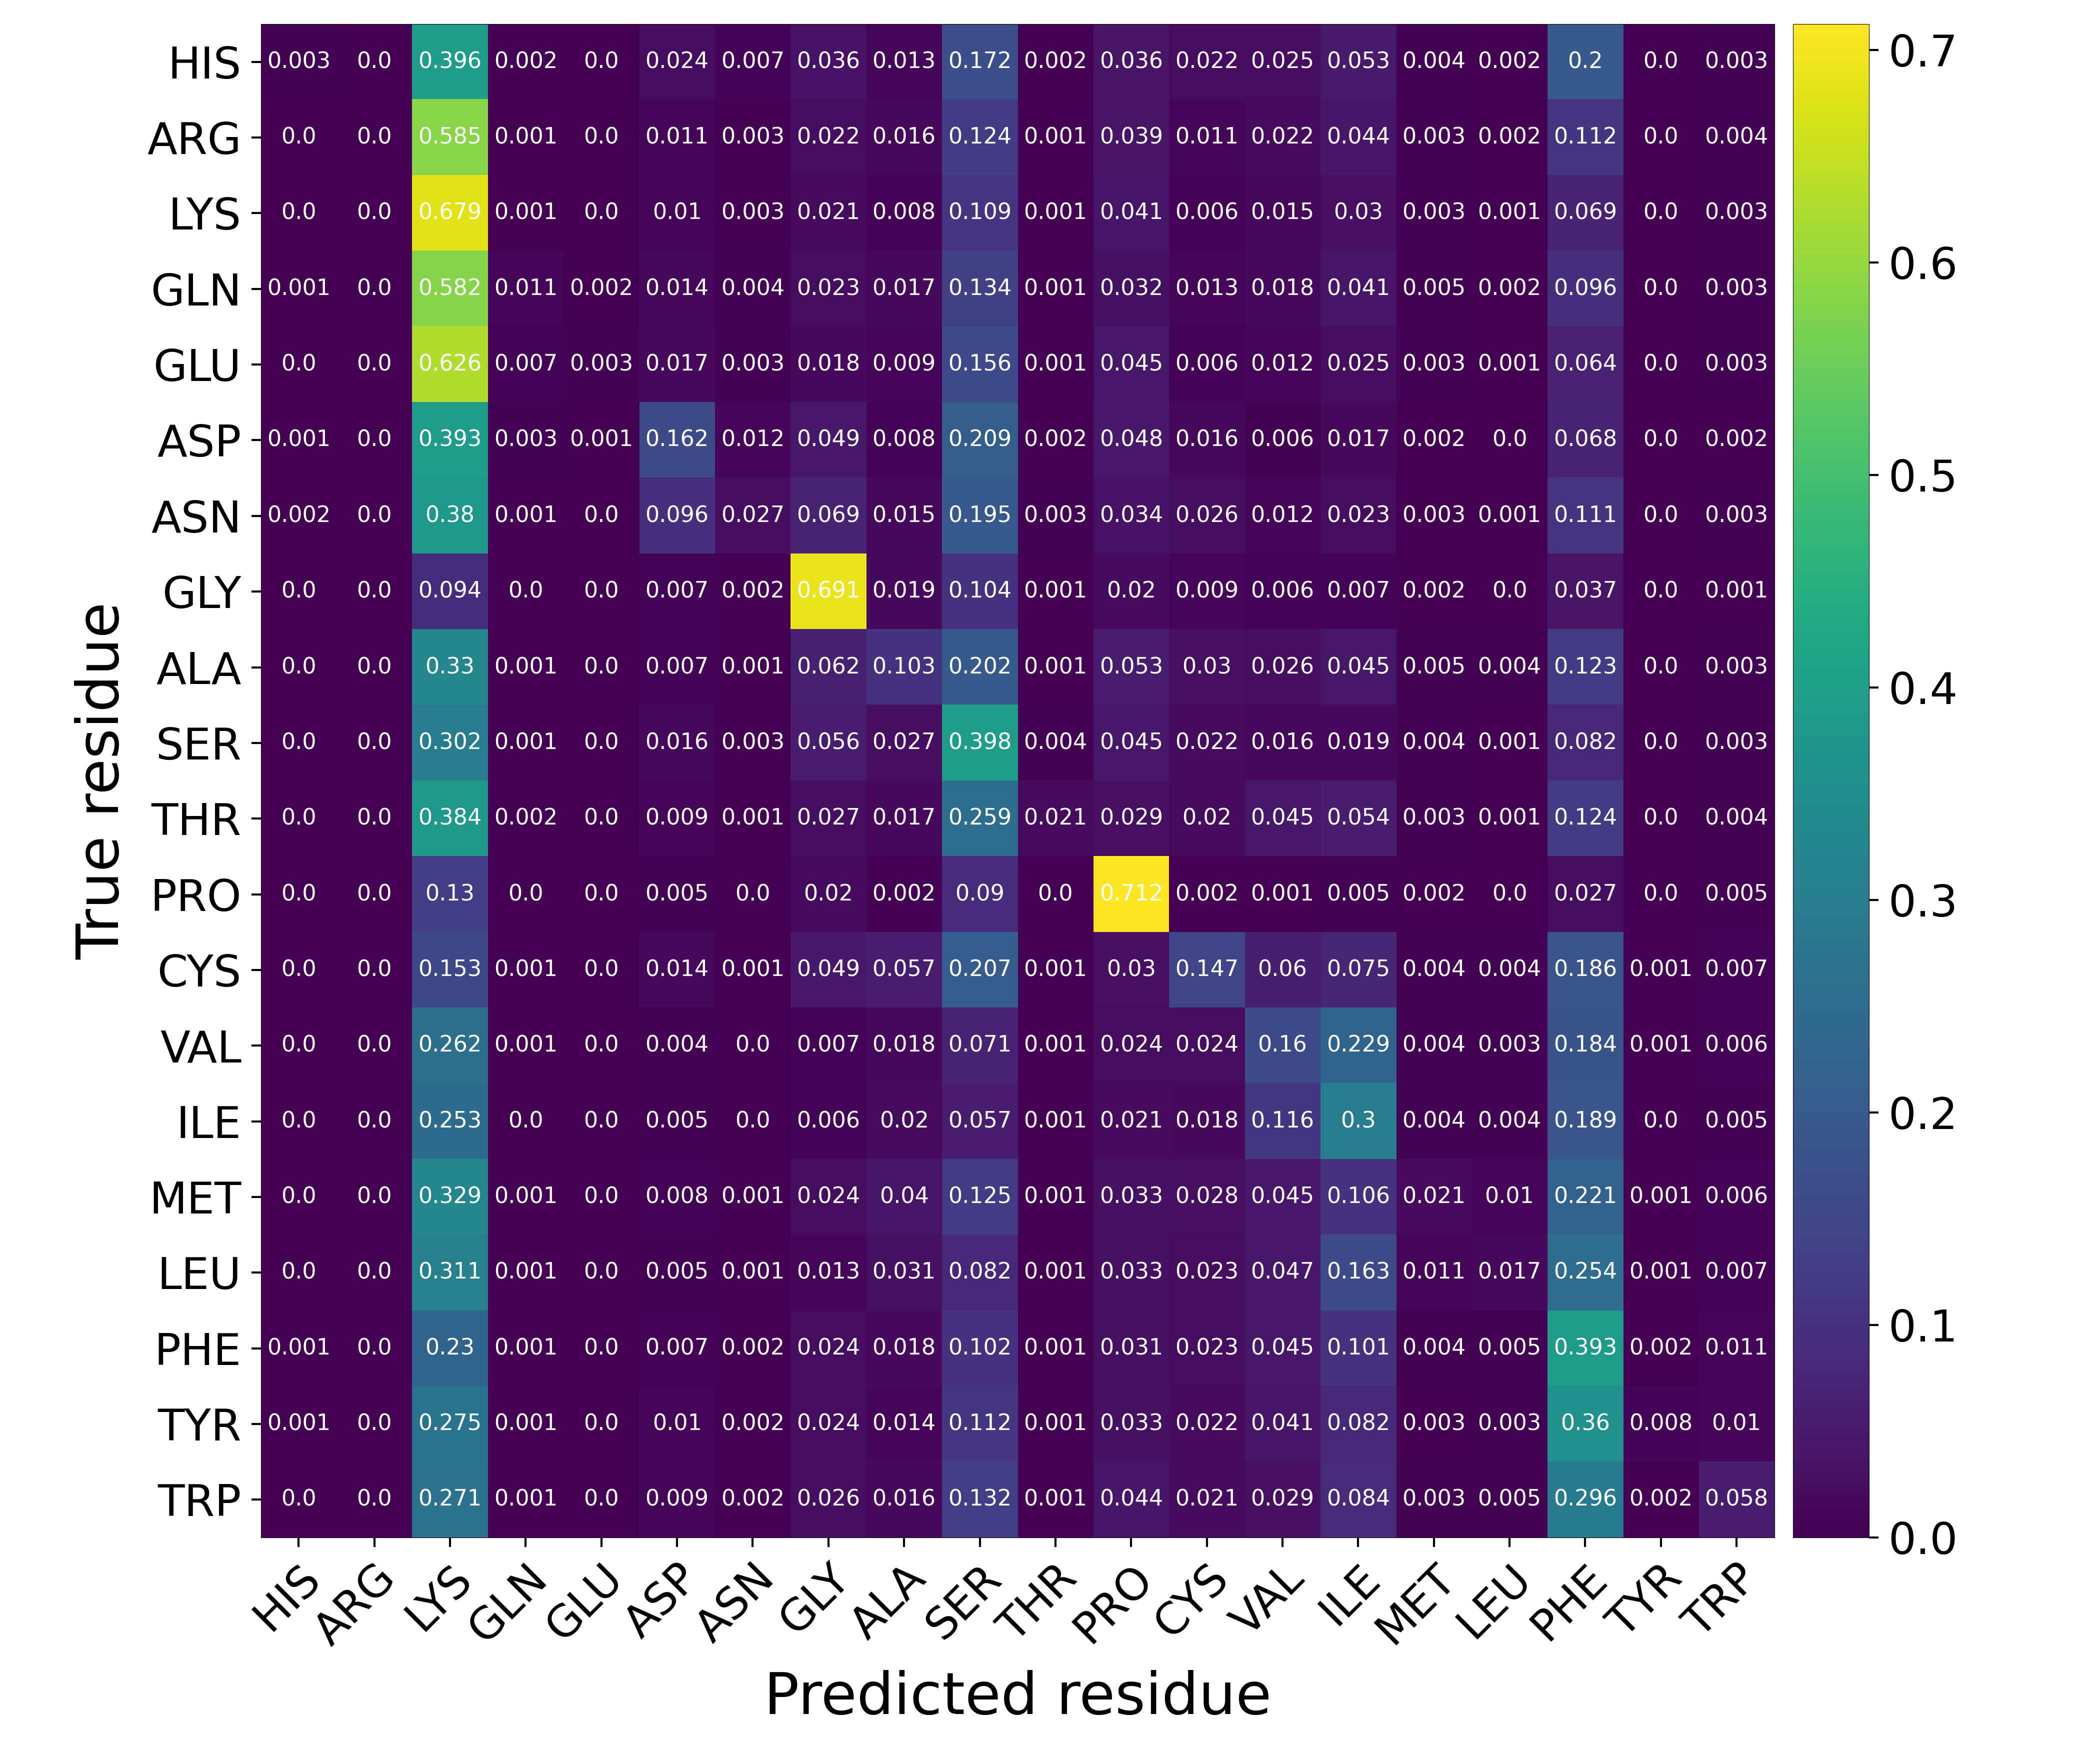 HIS 0.003 0.0 0.396 0.002 0.0 0.024 0.007 0.036 0.013 0.172 0.002 0.036 0.022 0.025 0.053 0.004 0.002 0.2 0.0 0.003
ARG 0.0 0.0 0.585 0.001 0.0 0.011 0.003 0.022 0.016 0.124 0.001 0.039 0.011 0.022 0.044 0.003 0.002 0.112 0.0 0.004
LYS 0.0 0.0 0.679 0.001 0.0 0.01 0.003 0.021 0.008 0.109 0.001 0.041 0.006 0.015 0.03 0.003 0.001 0.069 0.0 0.003
GLN 0.001 0.0 0.582 0.011 0.002 0.014 0.004 0.023 0.017 0.134 0.001 0.032 0.013 0.018 0.041 0.005 0.002 0.096 0.0 0.003
GLU 0.0 0.0 0.626 0.007 0.003 0.017 0.003 0.018 0.009 0.156 0.001 0.045 0.006 0.012 0.025 0.003 0.001 0.064 0.0 0.003
ASP 0.001 0.0 0.393 0.003 0.001 0.162 0.012 0.049 0.008 0.209 0.002 0.048 0.016 0.006 0.017 0.002 0.0 0.068 0.0 0.002
ASN 0.002 0.0 0.38 0.001 0.0 0.096 0.027 0.069 0.015 0.195 0.003 0.034 0.026 0.012 0.023 0.003 0.001 0.111 0.0 0.003
GLY 0.0 0.0 0.094 0.0 0.0 0.007 0.002 0.691 0.019 0.104 0.001 0.02 0.009 0.006 0.007 0.002 0.0 0.037 0.0 0.001
ALA 0.0 0.0 0.33 0.001 0.0 0.007 0.001 0.062 0.103 0.202 0.001 0.053 0.03 0.026 0.045 0.005 0.004 0.123 0.0 0.003
SER 0.0 0.0 0.302 0.001 0.0 0.016 0.003 0.056 0.027 0.398 0.004 0.045 0.022 0.016 0.019 0.004 0.001 0.082 0.0 0.003
THR 0.0 0.0 0.384 0.002 0.0 0.009 0.001 0.027 0.017 0.259 0.021 0.029 0.02 0.045 0.054 0.003 0.001 0.124 0.0 0.004
PRO 0.0 0.0 0.13 0.0 0.0 0.005 0.0 0.02 0.002 0.09 0.0 0.712 0.002 0.001 0.005 0.002 0.0 0.027 0.0 0.005
CYS 0.0 0.0 0.153 0.001 0.0 0.014 0.001 0.049 0.057 0.207 0.001 0.03 0.147 0.06 0.075 0.004 0.004 0.186 0.001 0.007
VAL 0.0 0.0 0.262 0.001 0.0 0.004 0.0 0.007 0.018 0.071 0.001 0.024 0.024 0.16 0.229 0.004 0.003 0.184 0.001 0.006
ILE 0.0 0.0 0.253 0.0 0.0 0.005 0.0 0.006 0.02 0.057 0.001 0.021 0.018 0.116 0.3 0.004 0.004 0.189 0.0 0.005
MET 0.0 0.0 0.329 0.001 0.0 0.008 0.001 0.024 0.04 0.125 0.001 0.033 0.028 0.045 0.106 0.021 0.01 0.221 0.001 0.006
LEU 0.0 0.0 0.311 0.001 0.0 0.005 0.001 0.013 0.031 0.082 0.001 0.033 0.023 0.047 0.163 0.011 0.017 0.254 0.001 0.007
PHE 0.001 0.0 0.23 0.001 0.0 0.007 0.002 0.024 0.018 0.102 0.001 0.031 0.023 0.045 0.101 0.004 0.005 0.393 0.002 0.011
TYR 0.001 0.0 0.275 0.001 0.0 0.01 0.002 0.024 0.014 0.112 0.001 0.033 0.022 0.041 0.082 0.003 0.003 0.36 0.008 0.01
TRP 0.0 0.0 0.271 0.001 0.0 0.009 0.002 0.026 0.016 0.132 0.001 0.044 0.021 0.029 0.084 0.003 0.005 0.296 0.002 0.058
HIS ARG LYS GLN GLU ASP ASN GLY ALA SER THR PRO CYS VAL ILE MET LEU PHE TYR TRP
Predicted residue
True residue
0.7
0.6
0.5
0.4
0.3
0.2
0.1
0.0